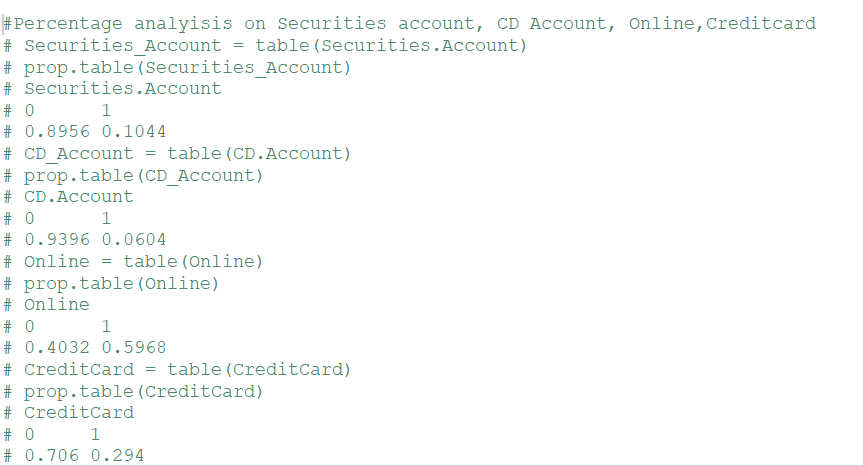 #Percentage analyisis on Securities account, CD Account, Online,Creditcard
# Securities_Account = table(Securities.Account)
# prop.table(Securities_Account)
# Securities.Account
# 0      1
# 0.8956 0.1044
# CD_Account = table(CD.Account)
# prop.table(CD_Account)
# CD.Account
# 0      1
# 0.9396 0.0604
# Online = table(Online)
# prop.table(Online)
# Online
# 0      1
# 0.4032 0.5968
# CreditCard = table(CreditCard)
# prop.table(CreditCard)
# CreditCard
# 0     1
# 0.706 0.294